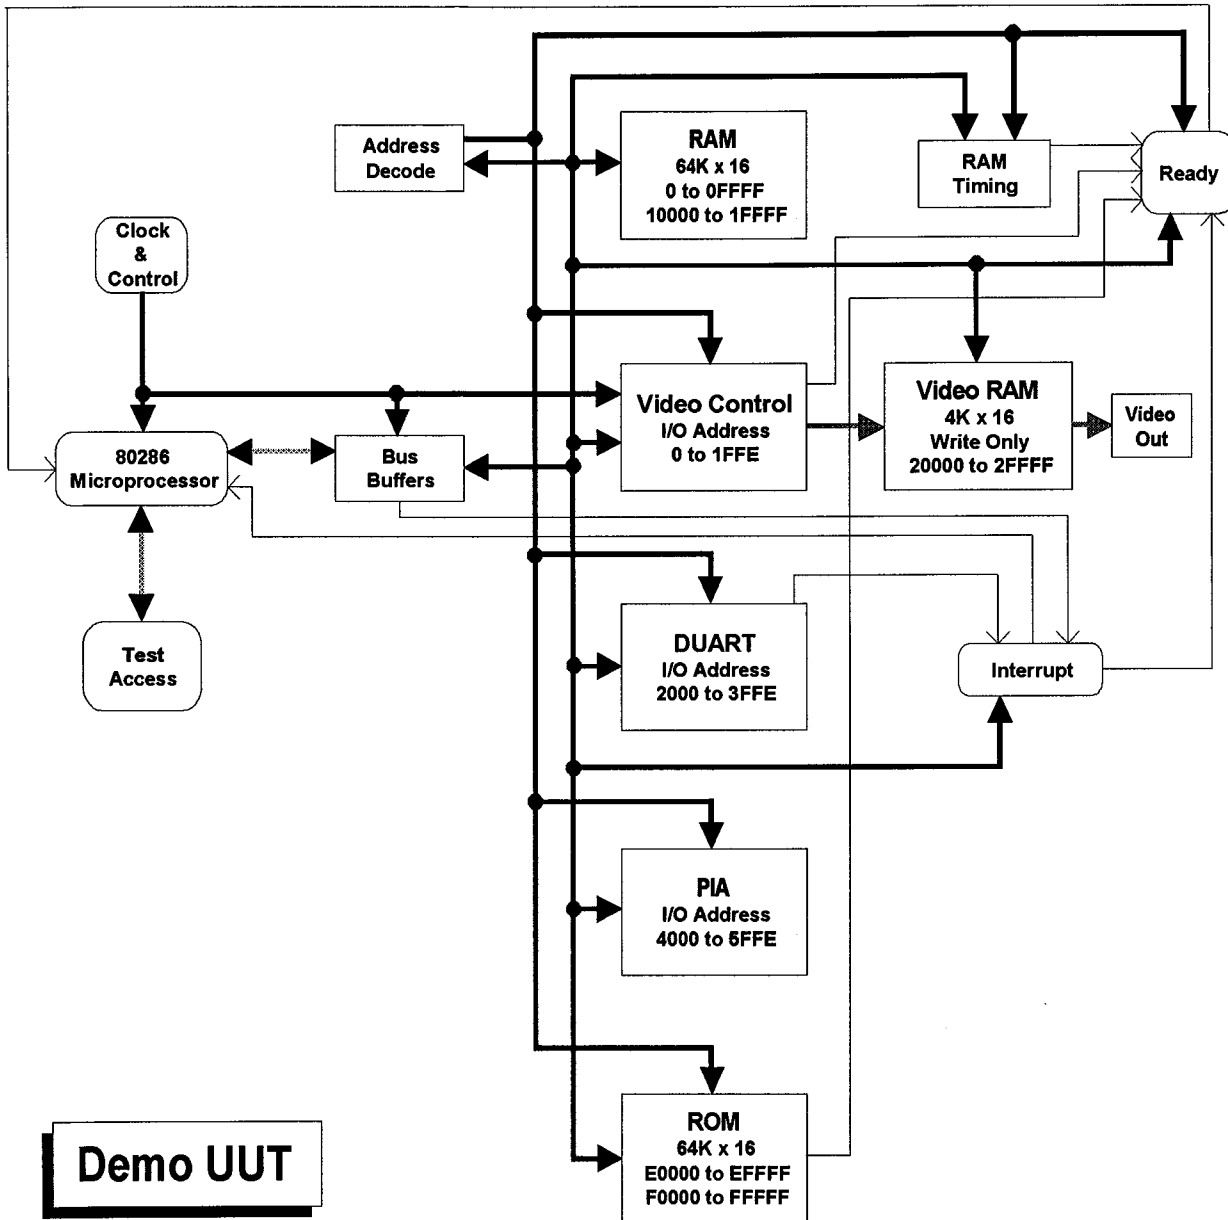 Address
Decode
RAM
64K x 16
0 to 0FFFF
10000 to 1FFFF
RAM
Timing
Ready
Clock
&
Control
80286
Microprocessor
Bus
Buffers
Video Control
I/O Address
0 to 1FFE
Video RAM
4K x 16
Write Only
20000 to 2FFFF
Video
Out
Test
Access
DUART
I/O Address
2000 to 3FFE
Interrupt
PIA
I/O Address
4000 to 5FFE
ROM
64K x 16
E0000 to EFFFF
F0000 to FFFFF
Demo UUT